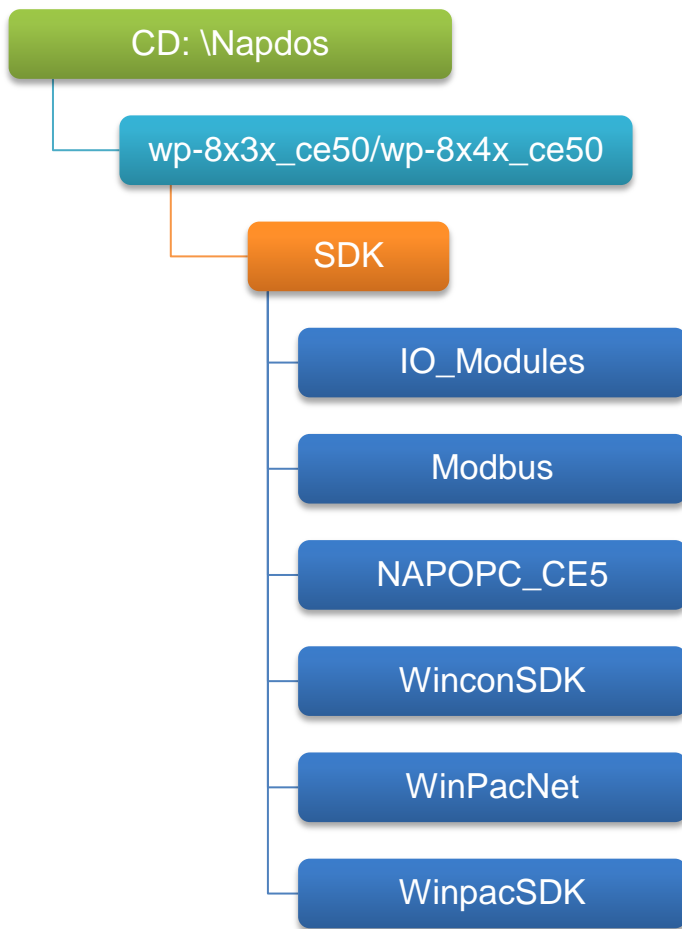 CD: \Napdos
wp-8x3x_ce50/wp-8x4x_ce50
SDK
IO_Modules
Modbus
NAPOPC_CE5
WinconSDK
WinPacNet
WinpacSDK